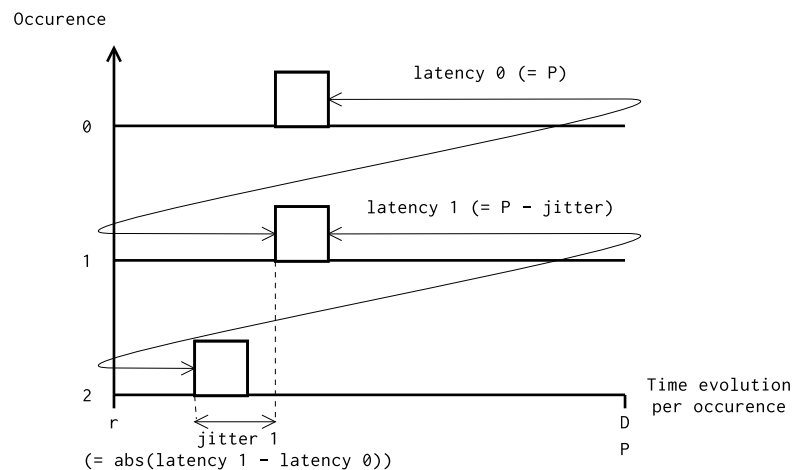 Occurence
latency 0 (= P)
0
latency 1 (= P - jitter)
1
Time evolution
per occurence
2
r
D
jitter 1
P
(= abs(latency 1 - latency 0))